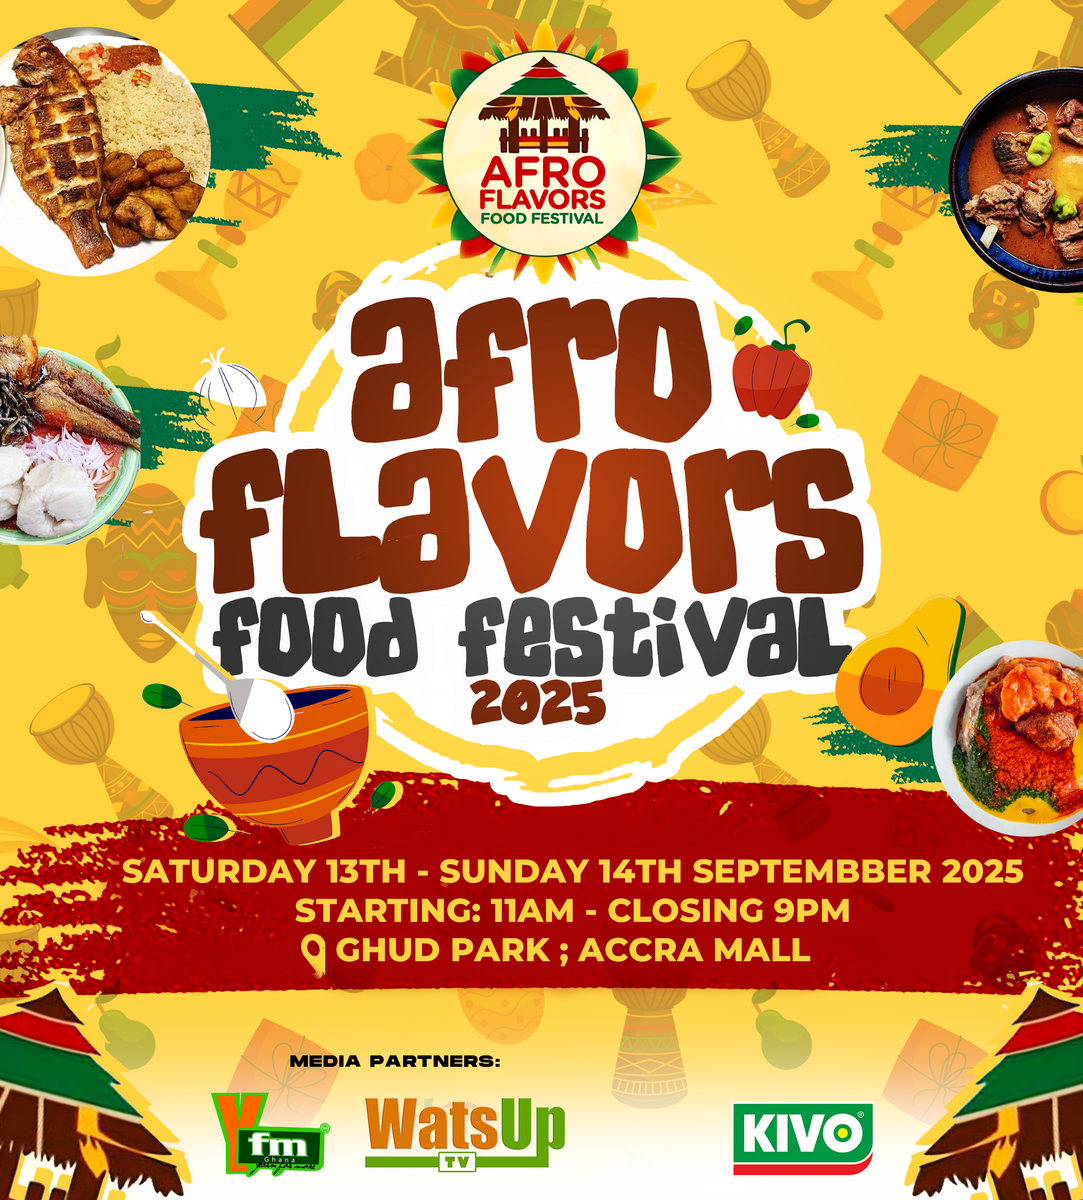 AFRO
FLAVORS
FOOD FESTIVAL
afro
fLavors
food festivaL
2025
SATURDAY 13TH - SUNDAY 14TH SEPTEMBBER 2025
STARTING: 11AM - CLOSING 9PM
GHUD PARK ; ACCRA MALL
MEDIA PARTNERS:
Y fm
Ghana
WatsUp
TV
KIVO®